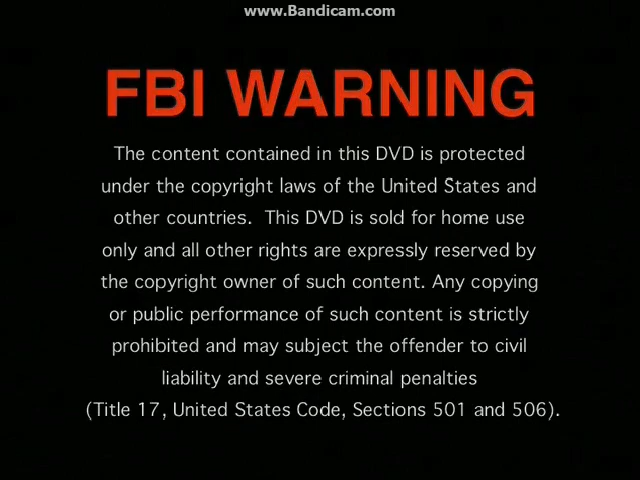 www.Bandicam.com
FBI WARNING
The content contained in this DVD is protected
under the copyright laws of the United States and
other countries.  This DVD is sold for home use
only and all other rights are expressly reserved by
the copyright owner of such content. Any copying
or public performance of such content is strictly
prohibited and may subject the offender to civil
liability and severe criminal penalties
(Title 17, United States Code, Sections 501 and 506).